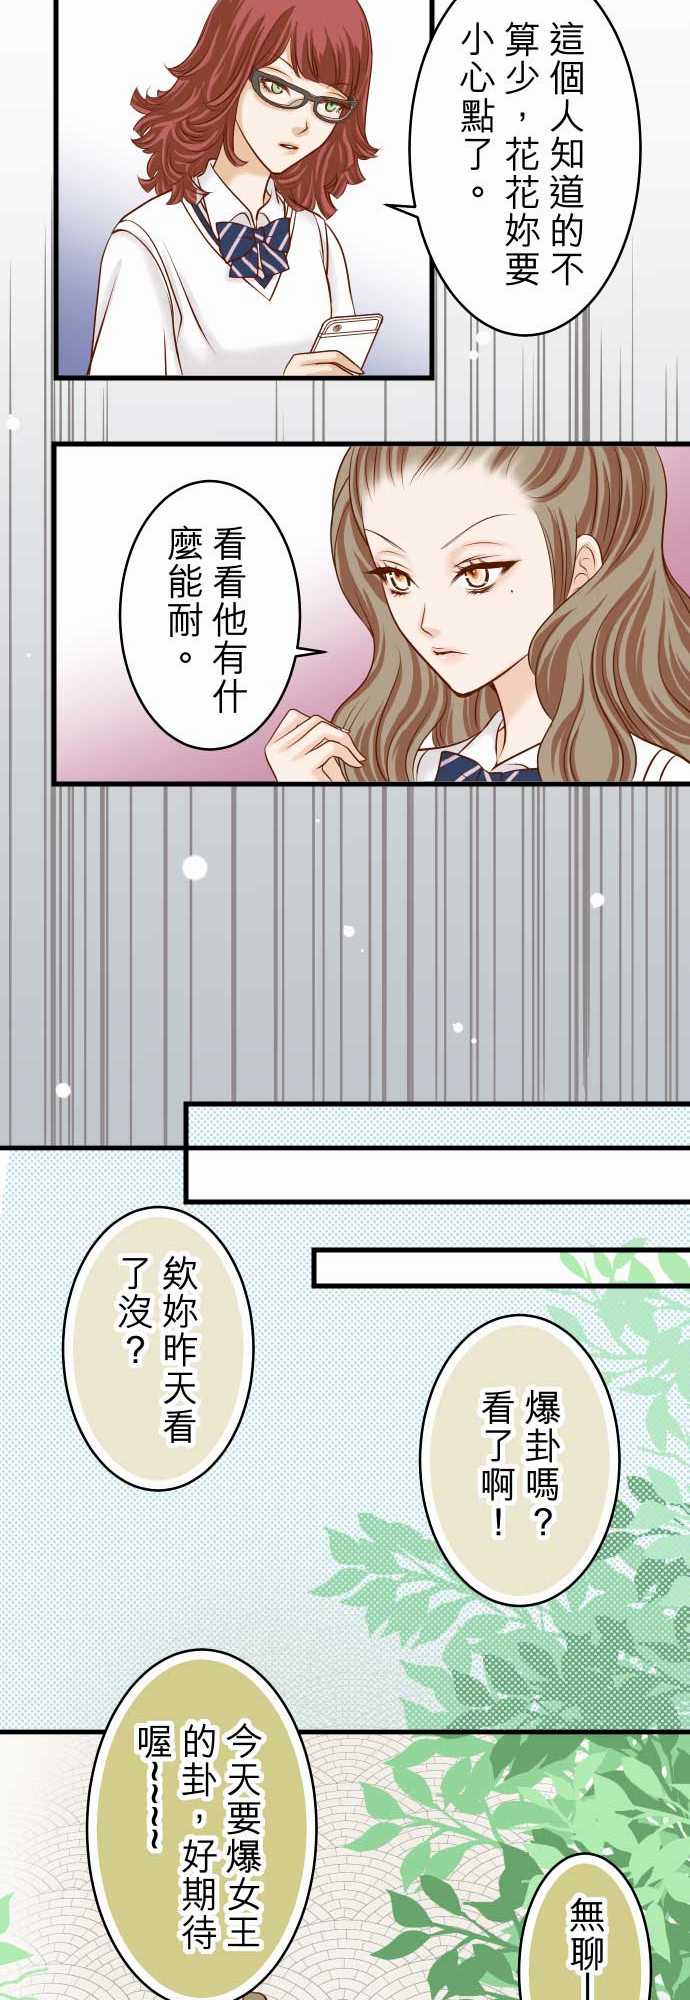 這個人知道的不
算少，花花妳要
小心點了。
看看他有什
麼能耐。
欸妳昨天看
了沒？
爆卦嗎？
看了啊！
今天要爆女王
的卦，好期待
喔~~~~
無聊—